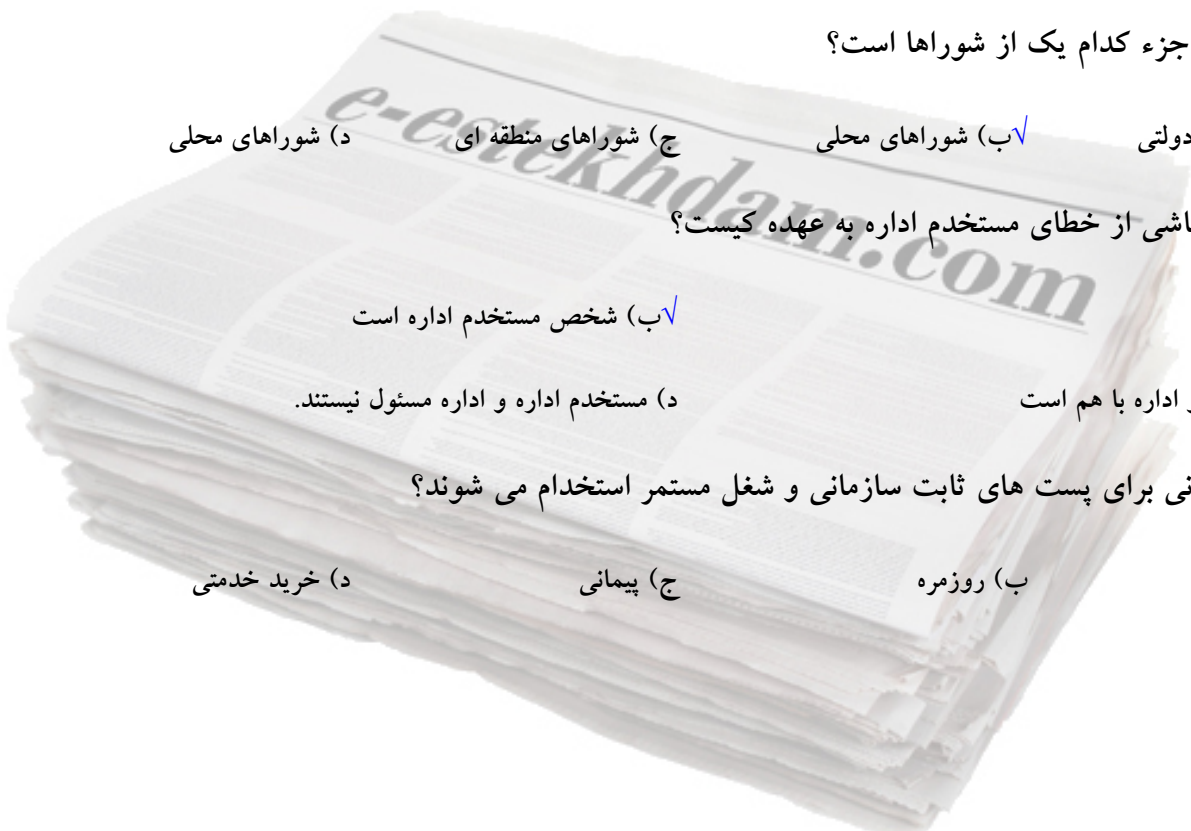 جزء کدام یک از شوراها است؟
دولتی √ب) شوراهای محلی ج) شوراهای منطقه ای د) شوراهای محلی
اشی از خطای مستخدم اداره به عهده کیست؟
√ب) شخص مستخدم اداره است
اداره با هم است د) مستخدم اداره و اداره مسئول نیستند.
نی برای پست های ثابت سازمانی و شغل مستمر استخدام می شوند؟
ب) روزمره ج) پیمانی د) خرید خدمتی
e-estekhdam.com